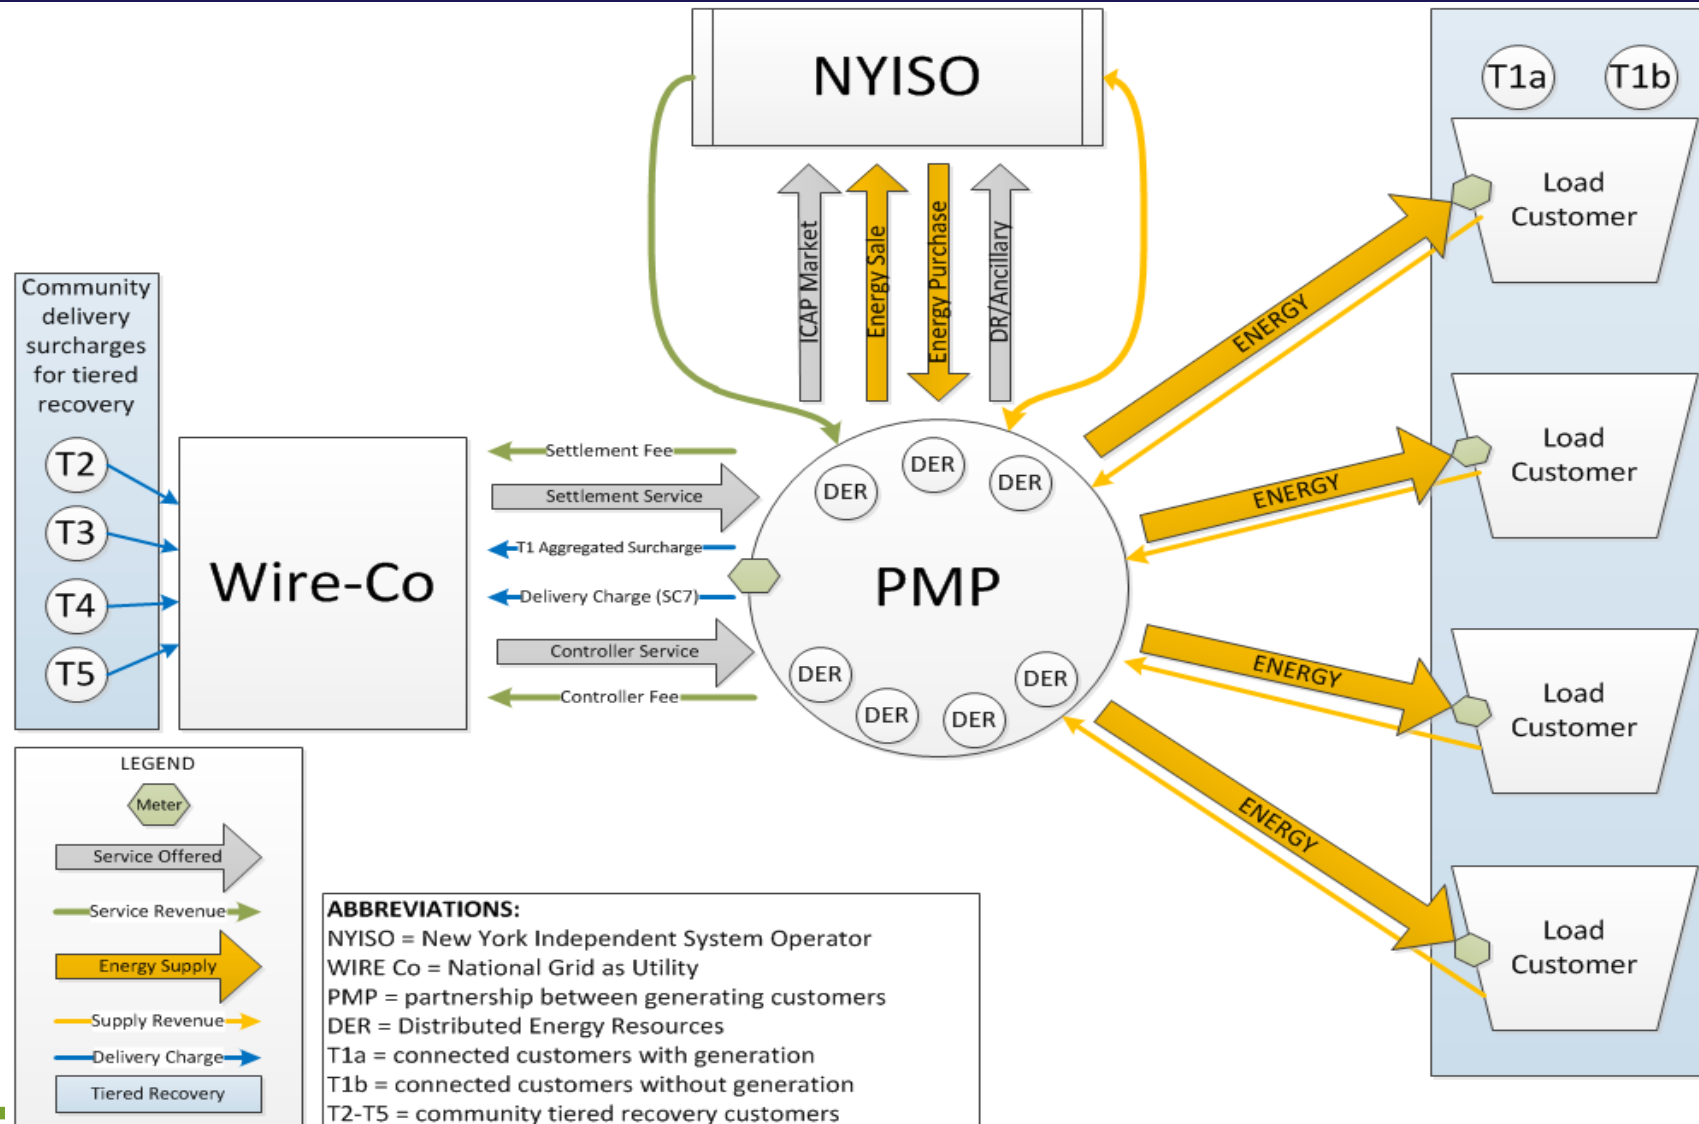 NYISO
T1a
T1b
ICAP Market
Energy Sale
Energy Purchase
DR/Ancillary
Load
Customer
ENERGY
Load
Customer
ENERGY
Load
Customer
ENERGY
Load
Customer
ENERGY
Community
delivery
surcharges
for tiered
recovery
T2
T3
T4
T5
Wire-Co
Settlement Fee
Settlement Service
T1 Aggregated Surcharge
Delivery Charge (SC7)
Controller Service
Controller Fee
DER
DER
DER
PMP
DER
DER
DER
DER
LEGEND
Meter
Service Offered
Service Revenue
Energy Supply
Supply Revenue
Delivery Charge
Tiered Recovery
ABBREVIATIONS:
NYISO = New York Independent System Operator
WIRE Co = National Grid as Utility
PMP = partnership between generating customers
DER = Distributed Energy Resources
T1a = connected customers with generation
T1b = connected customers without generation
T2-T5 = community tiered recovery customers